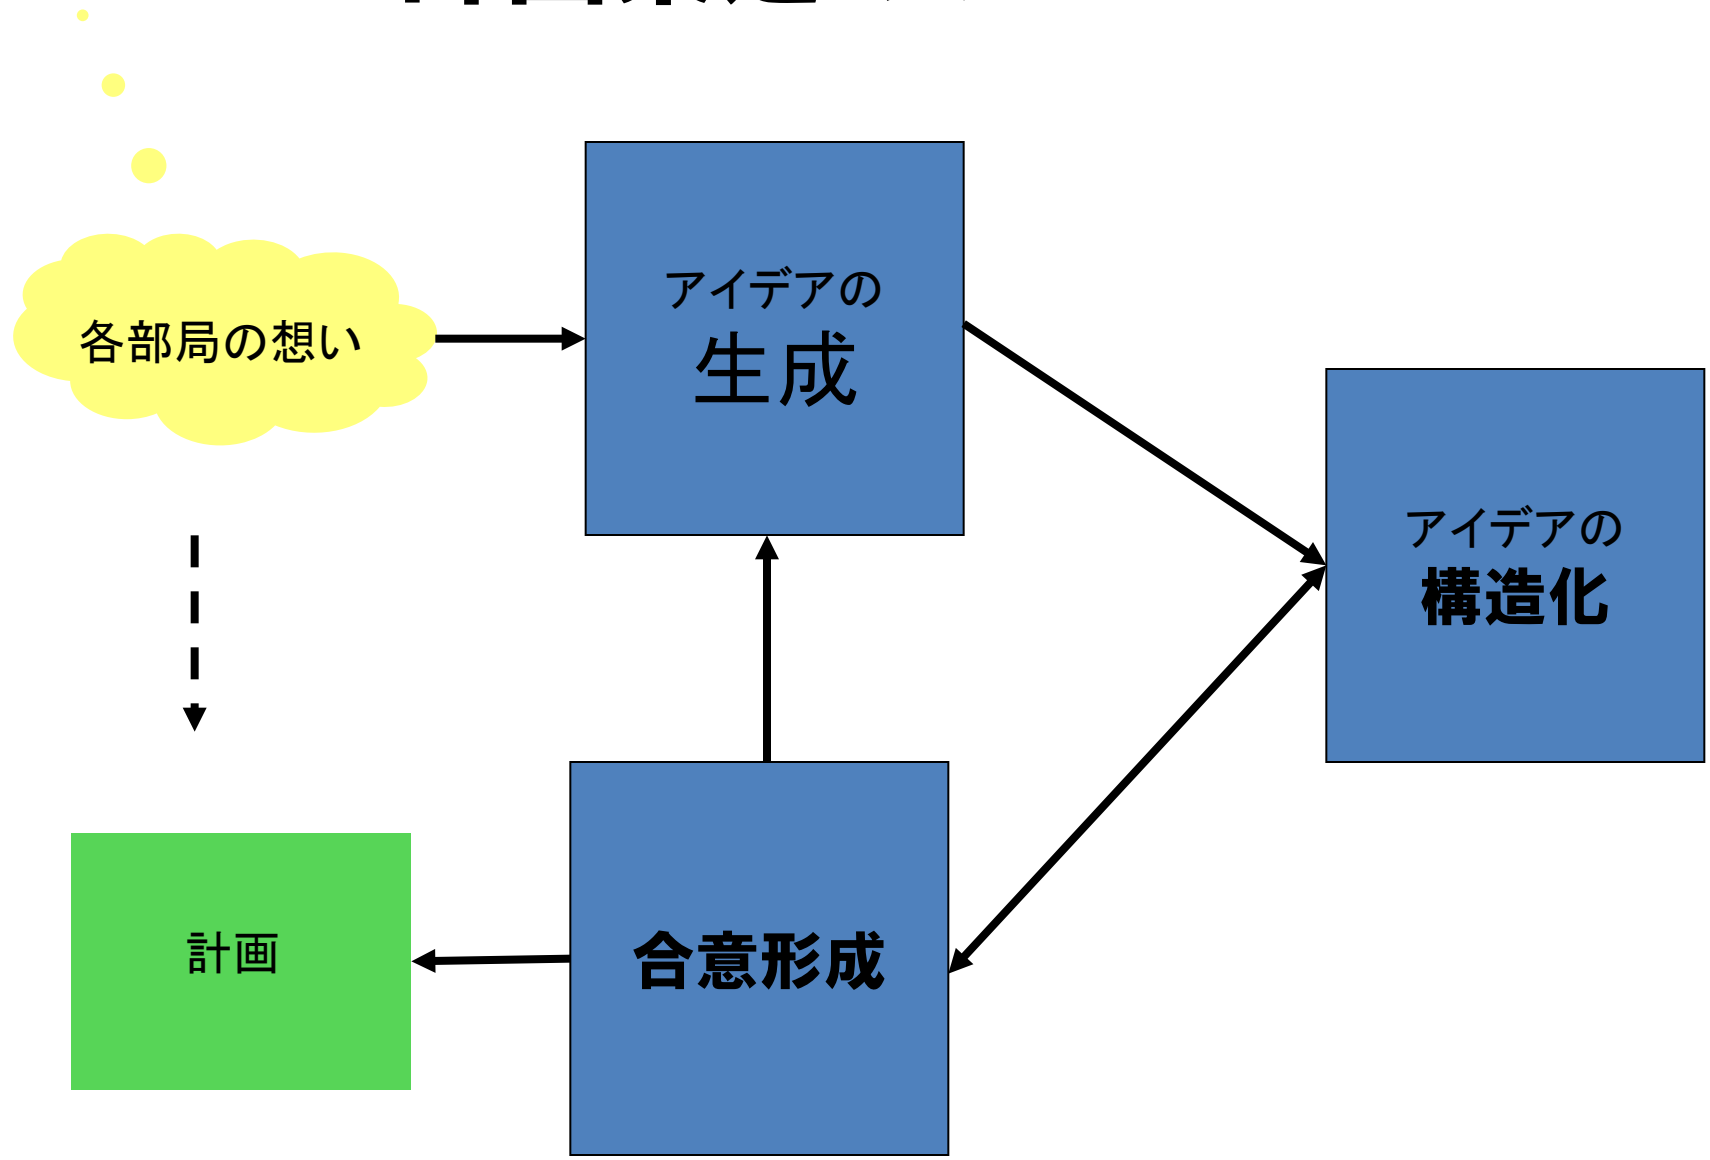 各部局の想い
アイデアの
生成
アイデアの
構造化
合意形成
計画